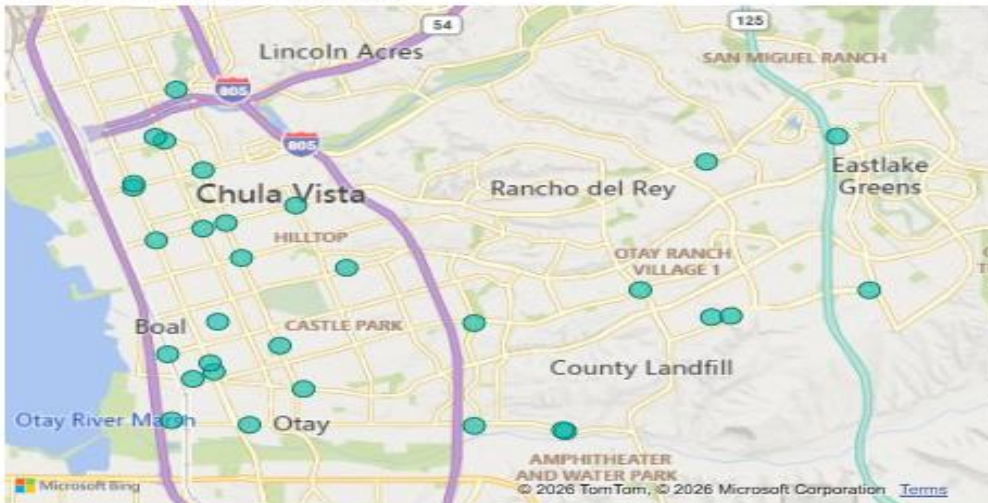 54
125
Lincoln Acres
SAN MIGUEL RANCH
805
805
Eastlake
Greens
Rancho del Rey
Chula Vista
HILLTOP
OTAY RANCH
VILLAGE 1
Boal
CASTLE PARK
County Landfill
Otay River Marsh
Otay
AMPHITHEATER
AND WATER PARK
Microsoft Bing
© 2026 TomTom, © 2026 Microsoft Corporation Terms